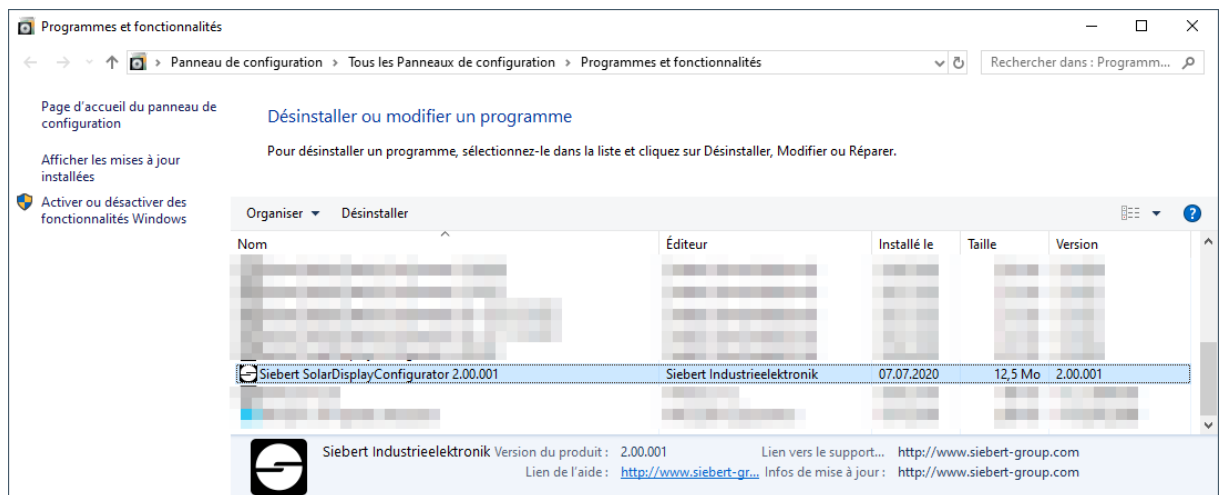 Programmes et fonctionnalités
Panneau de configuration > Tous les Panneaux de configuration > Programmes et fonctionnalités
Rechercher dans : Programm...
Page d'accueil du panneau de
configuration
Afficher les mises à jour
installées
Activer ou désactiver des
fonctionnalités Windows
Désinstaller ou modifier un programme
Pour désinstaller un programme, sélectionnez-le dans la liste et cliquez sur Désinstaller, Modifier ou Réparer.
Organiser Désinstaller
Nom Éditeur Installé le Taille Version
Siebert SolarDisplayConfigurator 2.00.001 Siebert Industrieelektronik 07.07.2020 12,5 Mo 2.00.001
Siebert Industrieelektronik Version du produit : 2.00.001 Lien vers le support... http://www.siebert-group.com
Lien de l'aide : http://www.siebert-gr... Infos de mise à jour : http://www.siebert-group.com